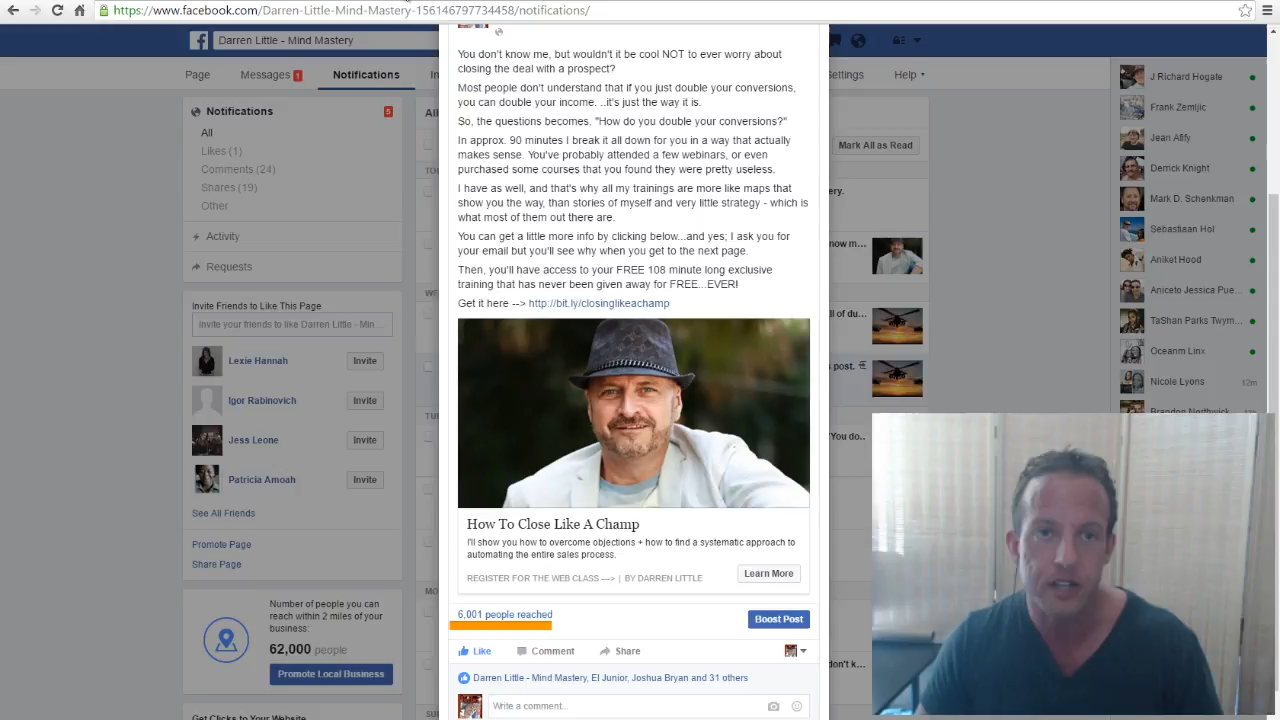 https://www.facebook.com/Darren-Little-Mind-Mastery-156146797734458/notifications/
Darren Little - Mind Mastery
Page
Messages 1
Notifications
Settings
Help
Notifications 5
All
Likes (1)
Comments (24)
Shares (19)
Other
Activity
Requests
Invite Friends to Like This Page
Invite your friends to like Darren Little - Min...
Lexie Hannah Invite
Igor Rabinovich Invite
Jess Leone Invite
Patricia Amoah Invite
See All Friends
Promote Page
Share Page
Number of people you can
reach within 2 miles of your
business:
62,000 people
Promote Local Business
Get Clicks to Your Website
You don't know me, but wouldn't it be cool NOT to ever worry about
closing the deal with a prospect?
Most people don't understand that if you just double your conversions,
you can double your income. ..it's just the way it is.
So, the questions becomes, "How do you double your conversions?"
In approx. 90 minutes I break it all down for you in a way that actually
makes sense. You've probably attended a few webinars, or even
purchased some courses that you found they were pretty useless.
I have as well, and that's why all my trainings are more like maps that
show you the way, than stories of myself and very little strategy - which is
what most of them out there are.
You can get a little more info by clicking below...and yes; I ask you for
your email but you'll see why when you get to the next page.
Then, you'll have access to your FREE 108 minute long exclusive
training that has never been given away for FREE...EVER!
Get it here --> http://bit.ly/closinglikeachamp
How To Close Like A Champ
I'll show you how to overcome objections + how to find a systematic approach to
automating the entire sales process.
REGISTER FOR THE WEB CLASS ---> | BY DARREN LITTLE
Learn More
6,001 people reached
Boost Post
Like Comment Share
Darren Little - Mind Mastery, El Junior, Joshua Bryan and 31 others
Write a comment...
Mark All as Read
J Richard Hogate
Frank Zemljic
Jean Afify
Derrick Knight
Mark D. Schenkman
Sebastiaan Hol
Aniket Hood
Aniceto Jessica Pue...
TaShan Parks Twym...
Oceanm Linx
Nicole Lyons 12m